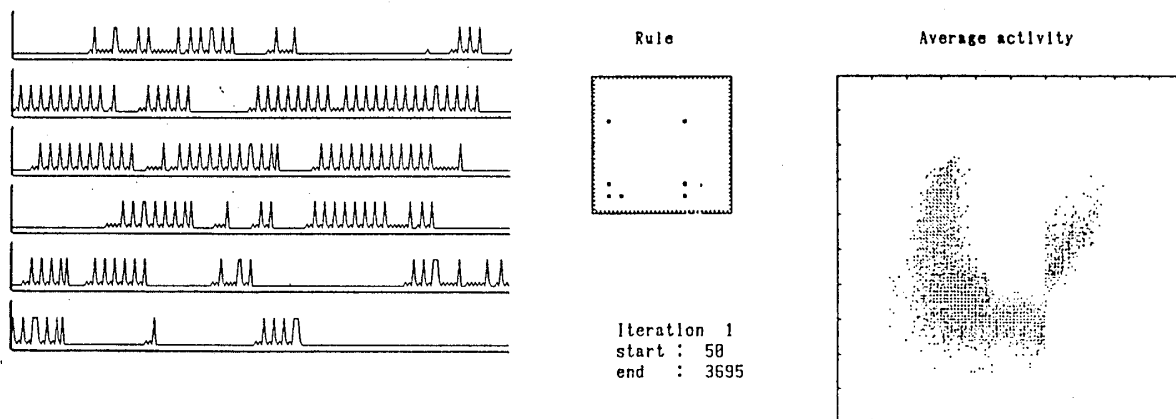 Rule
Average activity
Iteration 1
start : 50
end : 3695